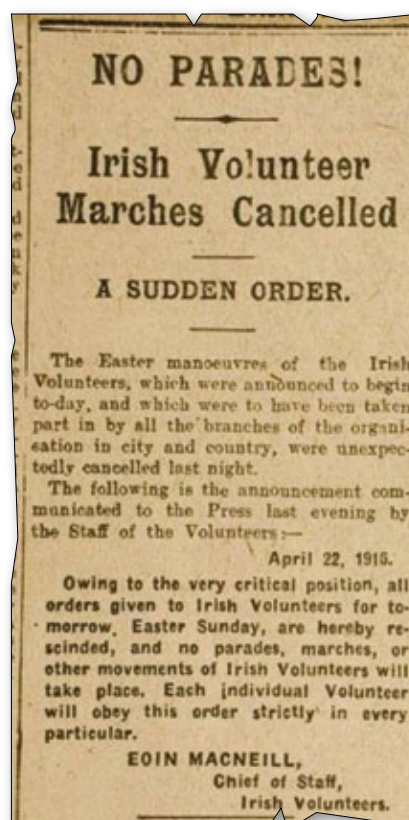 NO PARADES!
Irish Volunteer
Marches Cancelled
A SUDDEN ORDER.
The Easter manoeuvres of the Irish
Volunteers, which were announced to begin
to-day, and which were to have been taken
part in by all the branches of the organi-
sation in city and country, were unexpec-
tedly cancelled last night.
The following is the announcement com-
municated to the Press last evening by
the Staff of the Volunteers:—
April 22, 1916.
Owing to the very critical position, all
orders given to Irish Volunteers for to-
morrow, Easter Sunday, are hereby re-
scinded, and no parades, marches, or
other movements of Irish Volunteers will
take place. Each individual Volunteer
will obey this order strictly in every
particular.
EOIN MACNEILL,
Chief of Staff,
Irish Volunteers.